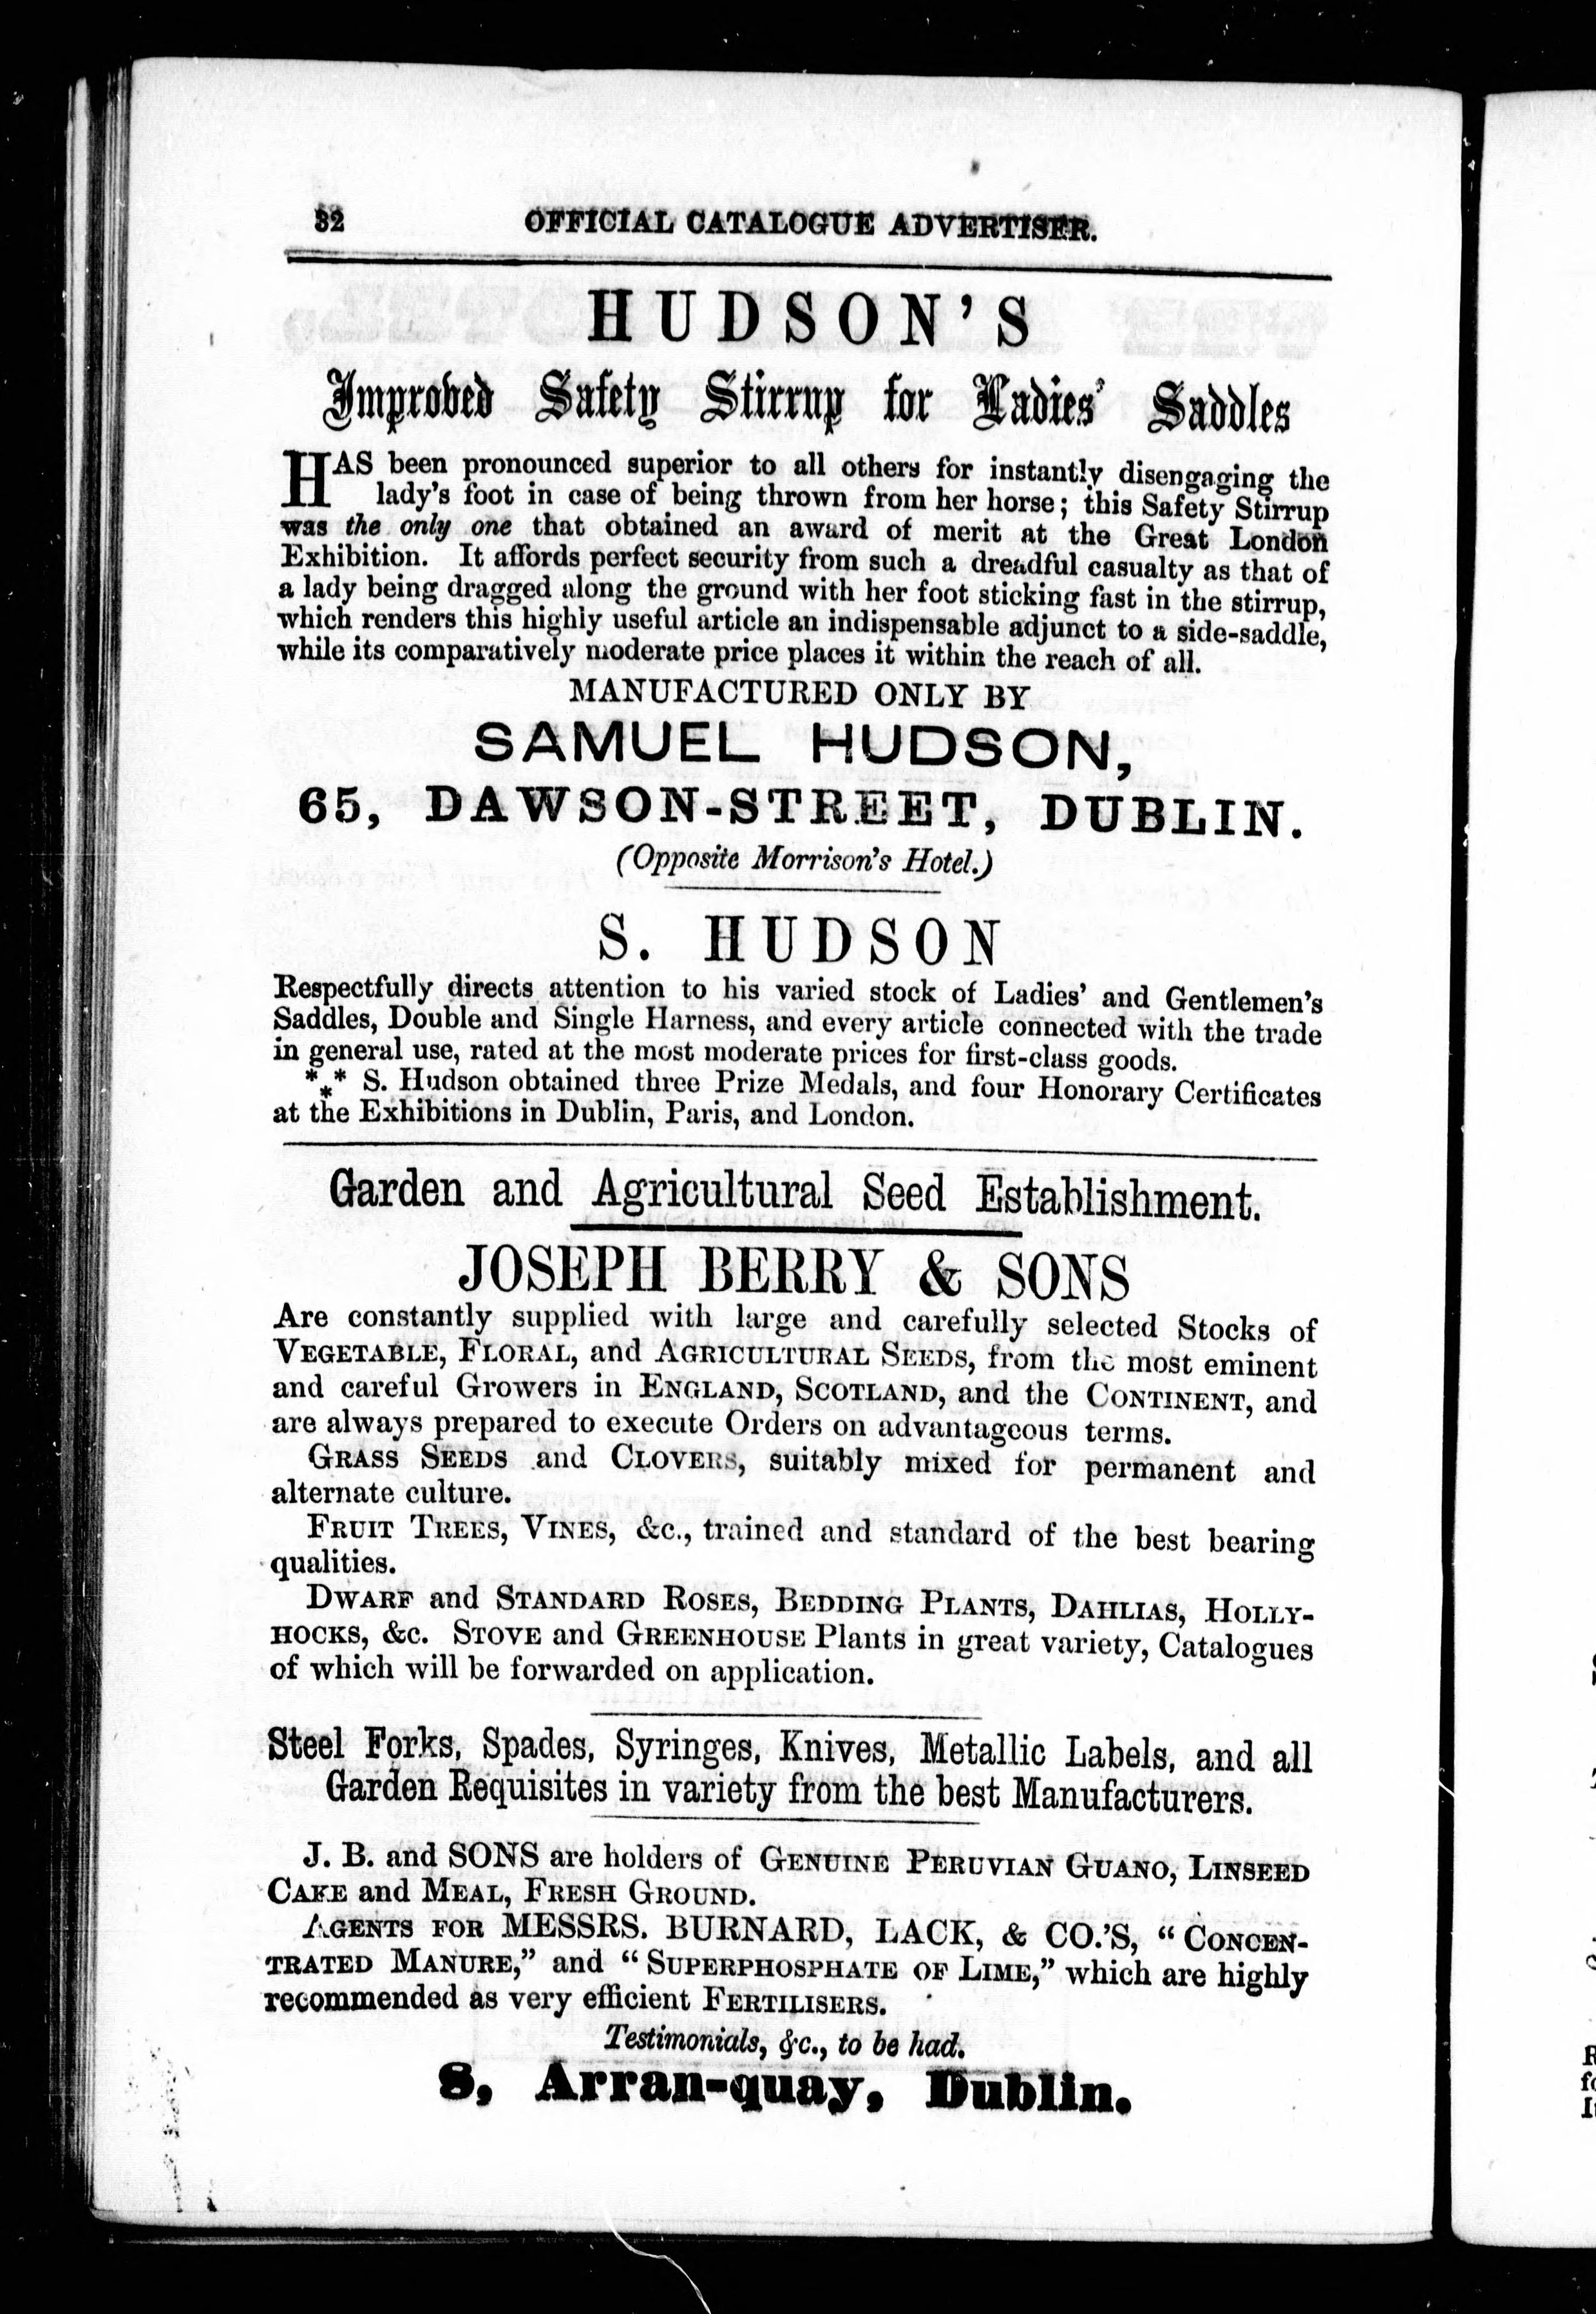 32 OFFICIAL CATALOGUE ADVERTISER.
HUDSON'S
Improved Safety Stirrup for Ladies' Saddles
HAS been pronounced superior to all others for instantly disengaging the
lady's foot in case of being thrown from her horse; this Safety Stirrup
was the only one that obtained an award of merit at the Great London
Exhibition. It affords perfect security from such a dreadful casualty as that of
a lady being dragged along the ground with her foot sticking fast in the stirrup,
which renders this highly useful article an indispensable adjunct to a side-saddle,
while its comparatively moderate price places it within the reach of all.
MANUFACTURED ONLY BY
SAMUEL HUDSON,
65, DAWSON-STREET, DUBLIN.
(Opposite Morrison's Hotel.)
S. HUDSON
Respectfully directs attention to his varied stock of Ladies' and Gentlemen's
Saddles, Double and Single Harness, and every article connected with the trade
in general use, rated at the most moderate prices for first-class goods.
*** S. Hudson obtained three Prize Medals, and four Honorary Certificates
at the Exhibitions in Dublin, Paris, and London.
Garden and Agricultural Seed Establishment.
JOSEPH BERRY & SONS
Are constantly supplied with large and carefully selected Stocks of
VEGETABLE, FLORAL, and AGRICULTURAL SEEDS, from the most eminent
and careful Growers in ENGLAND, SCOTLAND, and the CONTINENT, and
are always prepared to execute Orders on advantageous terms.
GRASS SEEDS and CLOVERS, suitably mixed for permanent and
alternate culture.
FRUIT TREES, VINES, &c., trained and standard of the best bearing
qualities.
DWARF and STANDARD ROSES, BEDDING PLANTS, DAHLIAS, HOLLY-
HOCKS, &c. STOVE and GREENHOUSE Plants in great variety, Catalogues
of which will be forwarded on application.
Steel Forks, Spades, Syringes, Knives, Metallic Labels, and all
Garden Requisites in variety from the best Manufacturers.
J. B. and SONS are holders of GENUINE PERUVIAN GUANO, LINSEED
CAKE and MEAL, FRESH GROUND.
AGENTS FOR MESSRS. BURNARD, LACK, & CO.'S, "CONCEN-
TRATED MANURE," and "SUPERPHOSPHATE OF LIME," which are highly
recommended as very efficient FERTILISERS.
Testimonials, &c., to be had.
8, Arran-quay, Dublin.